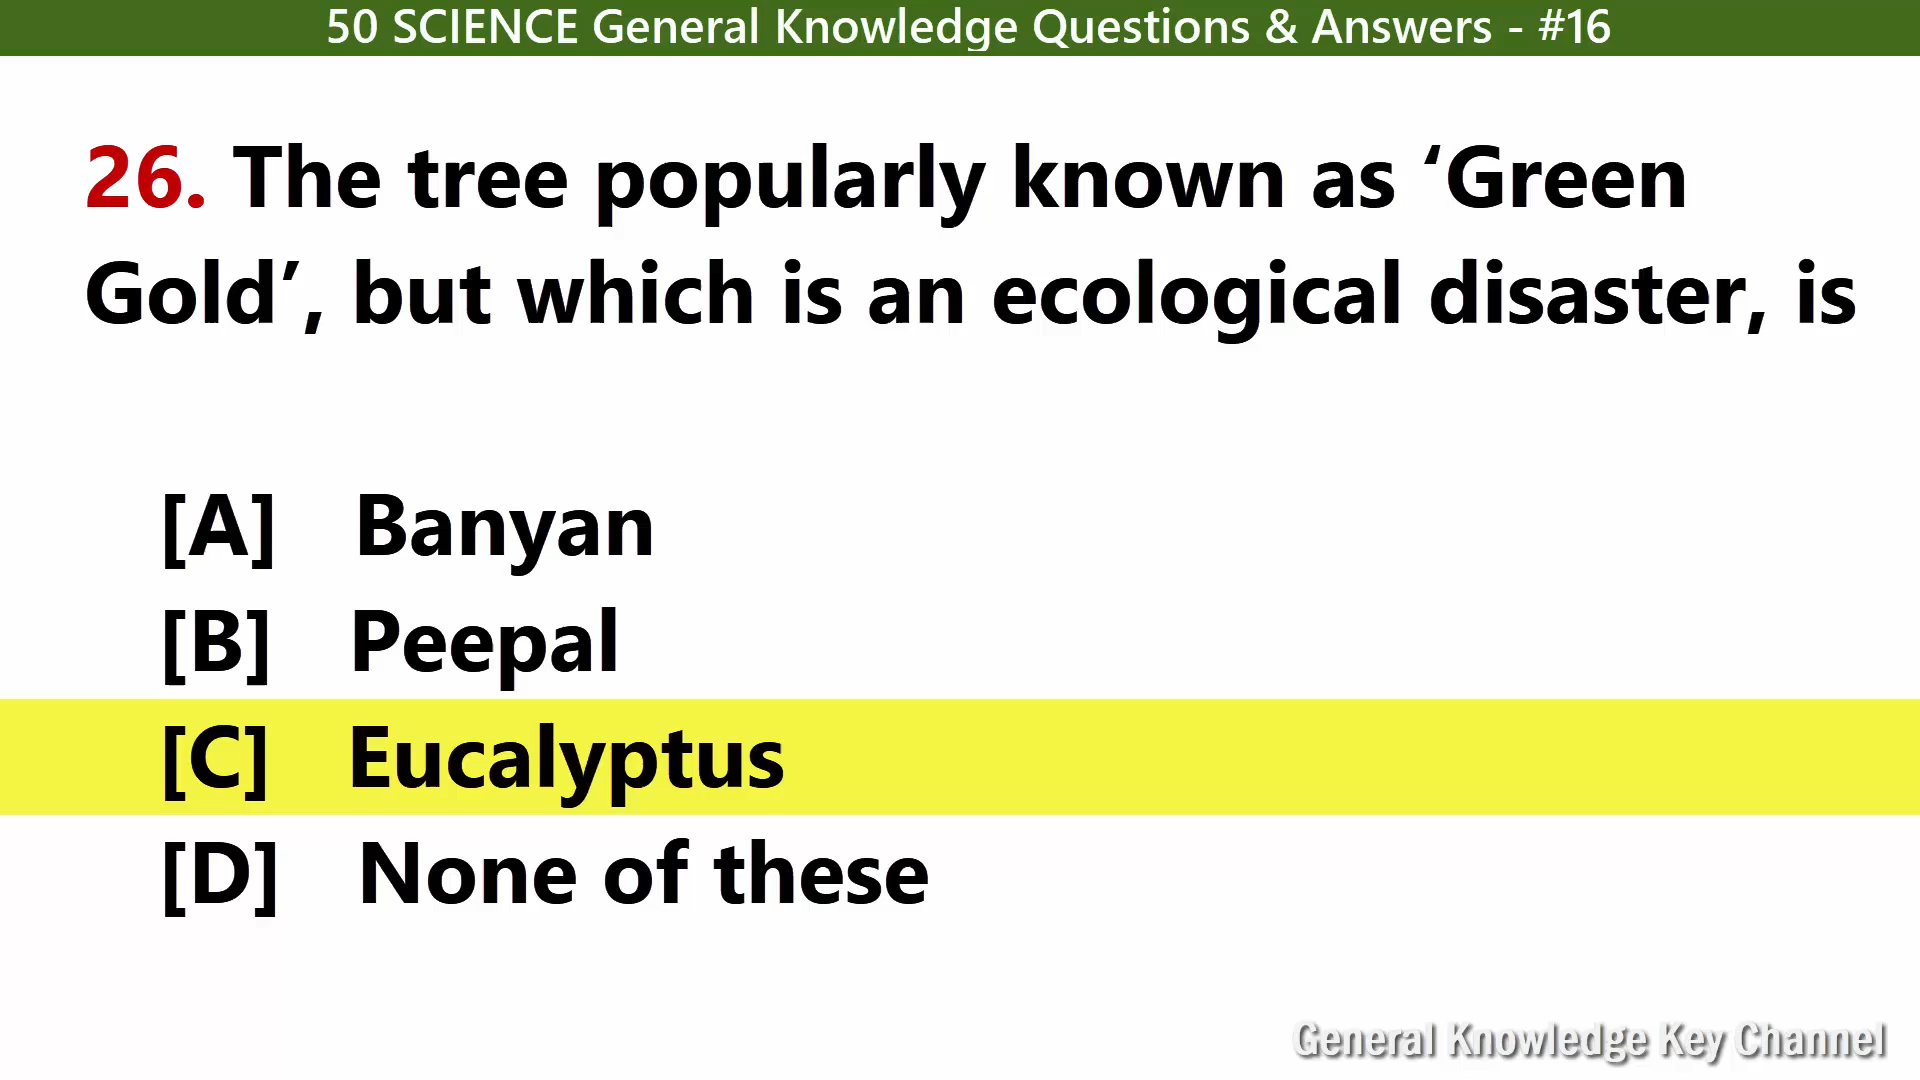 50 SCIENCE General Knowledge Questions & Answers - #16
26. The tree popularly known as ‘Green
Gold’, but which is an ecological disaster, is
[A] Banyan
[B] Peepal
[C] Eucalyptus
[D] None of these
General Knowledge Key Channel